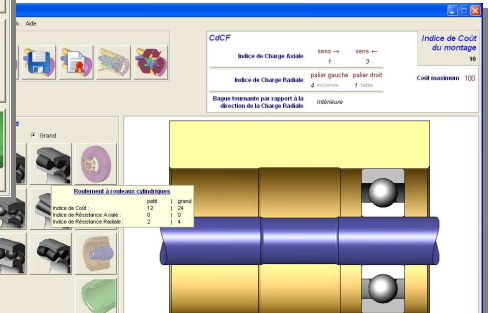 Aide
CdCF
sens → sens ←
Indice de Charge Axiale 1 3
palier gauche palier droit
Indice de Charge Radiale 4 moyenne 1 faible
Bague tournante par rapport à la
direction de la Charge Radiale Intérieure
Indice de Coût
du montage
10
Coût maximum 100
Grand
Roulement à rouleaux cylindriques
petit | grand
Indice de Coût : 12 | 24
Indice de Résistance Axiale : 0 | 0
Indice de Résistance Radiale : 2 | 4